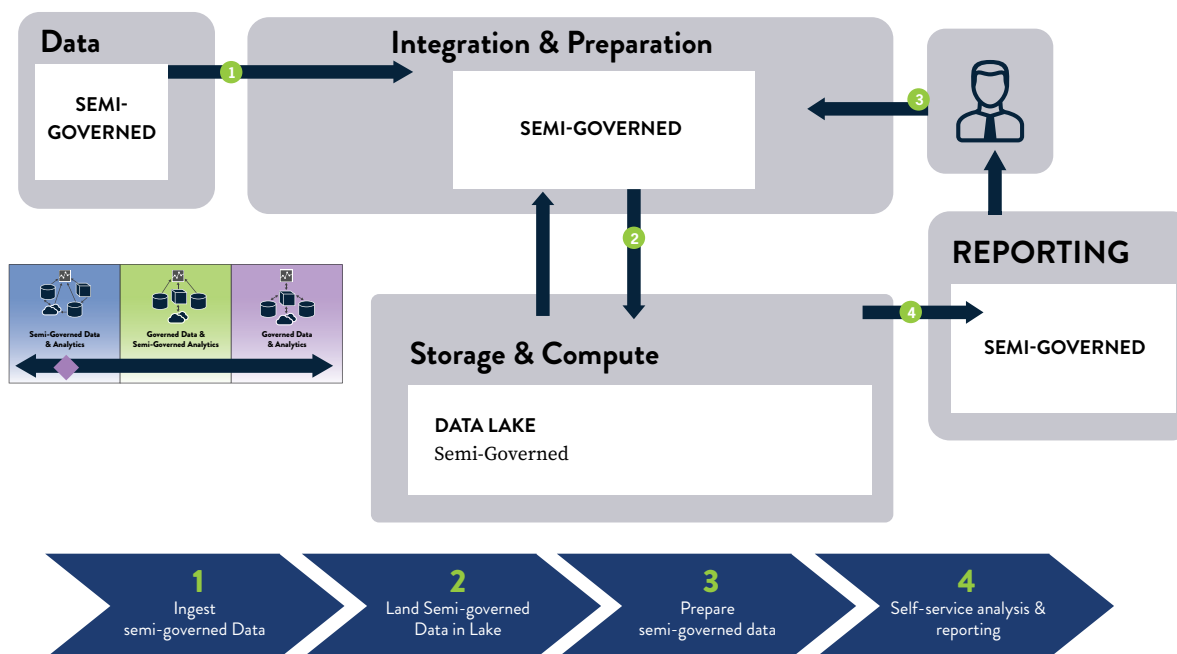 Data
Integration & Preparation
1
SEMI-
GOVERNED
SEMI-GOVERNED
3
2
REPORTING
Semi-Governed Data
& Analytics
Governed Data &
Semi-Governed Analytics
Governed Data
& Analytics
4
Storage & Compute
SEMI-GOVERNED
DATA LAKE
Semi-Governed
1
Ingest
semi-governed Data
2
Land Semi-governed
Data in Lake
3
Prepare
semi-governed data
4
Self-service analysis &
reporting